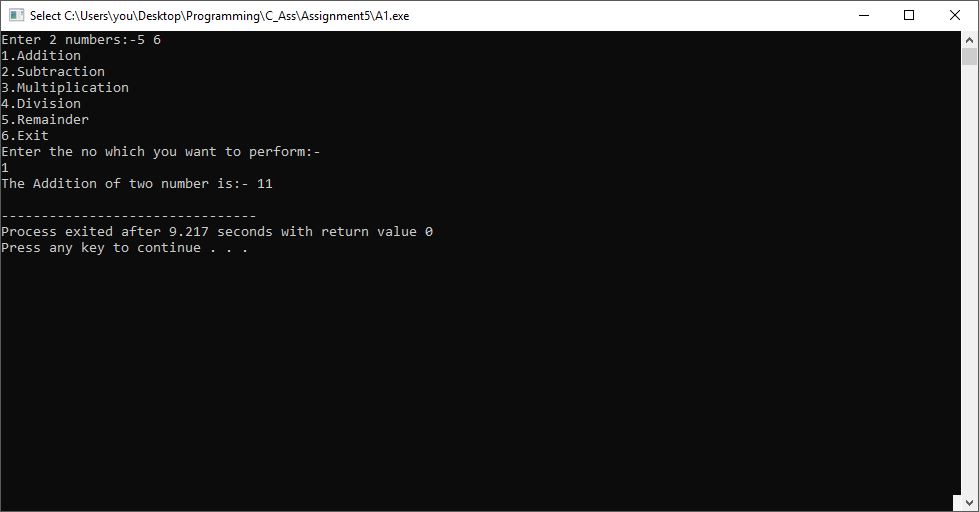 Select C:\Users\you\Desktop\Programming\C_Ass\Assignment5\A1.exe
Enter 2 numbers:-5 6
1.Addition
2.Subtraction
3.Multiplication
4.Division
5.Remainder
6.Exit
Enter the no which you want to perform:-
1
The Addition of two number is:- 11

--------------------------------
Process exited after 9.217 seconds with return value 0
Press any key to continue . . .